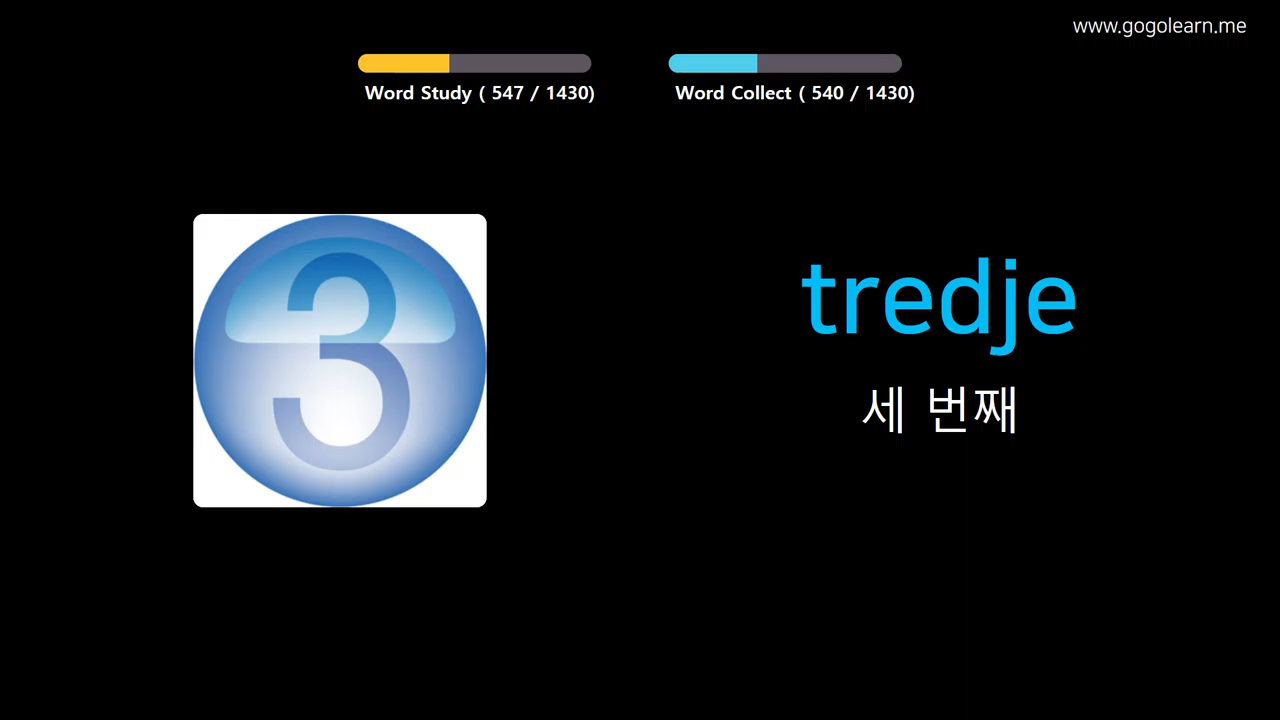 www.gogolearn.me
Word Study ( 547 / 1430)
Word Collect ( 540 / 1430)
3
tredje
세 번째